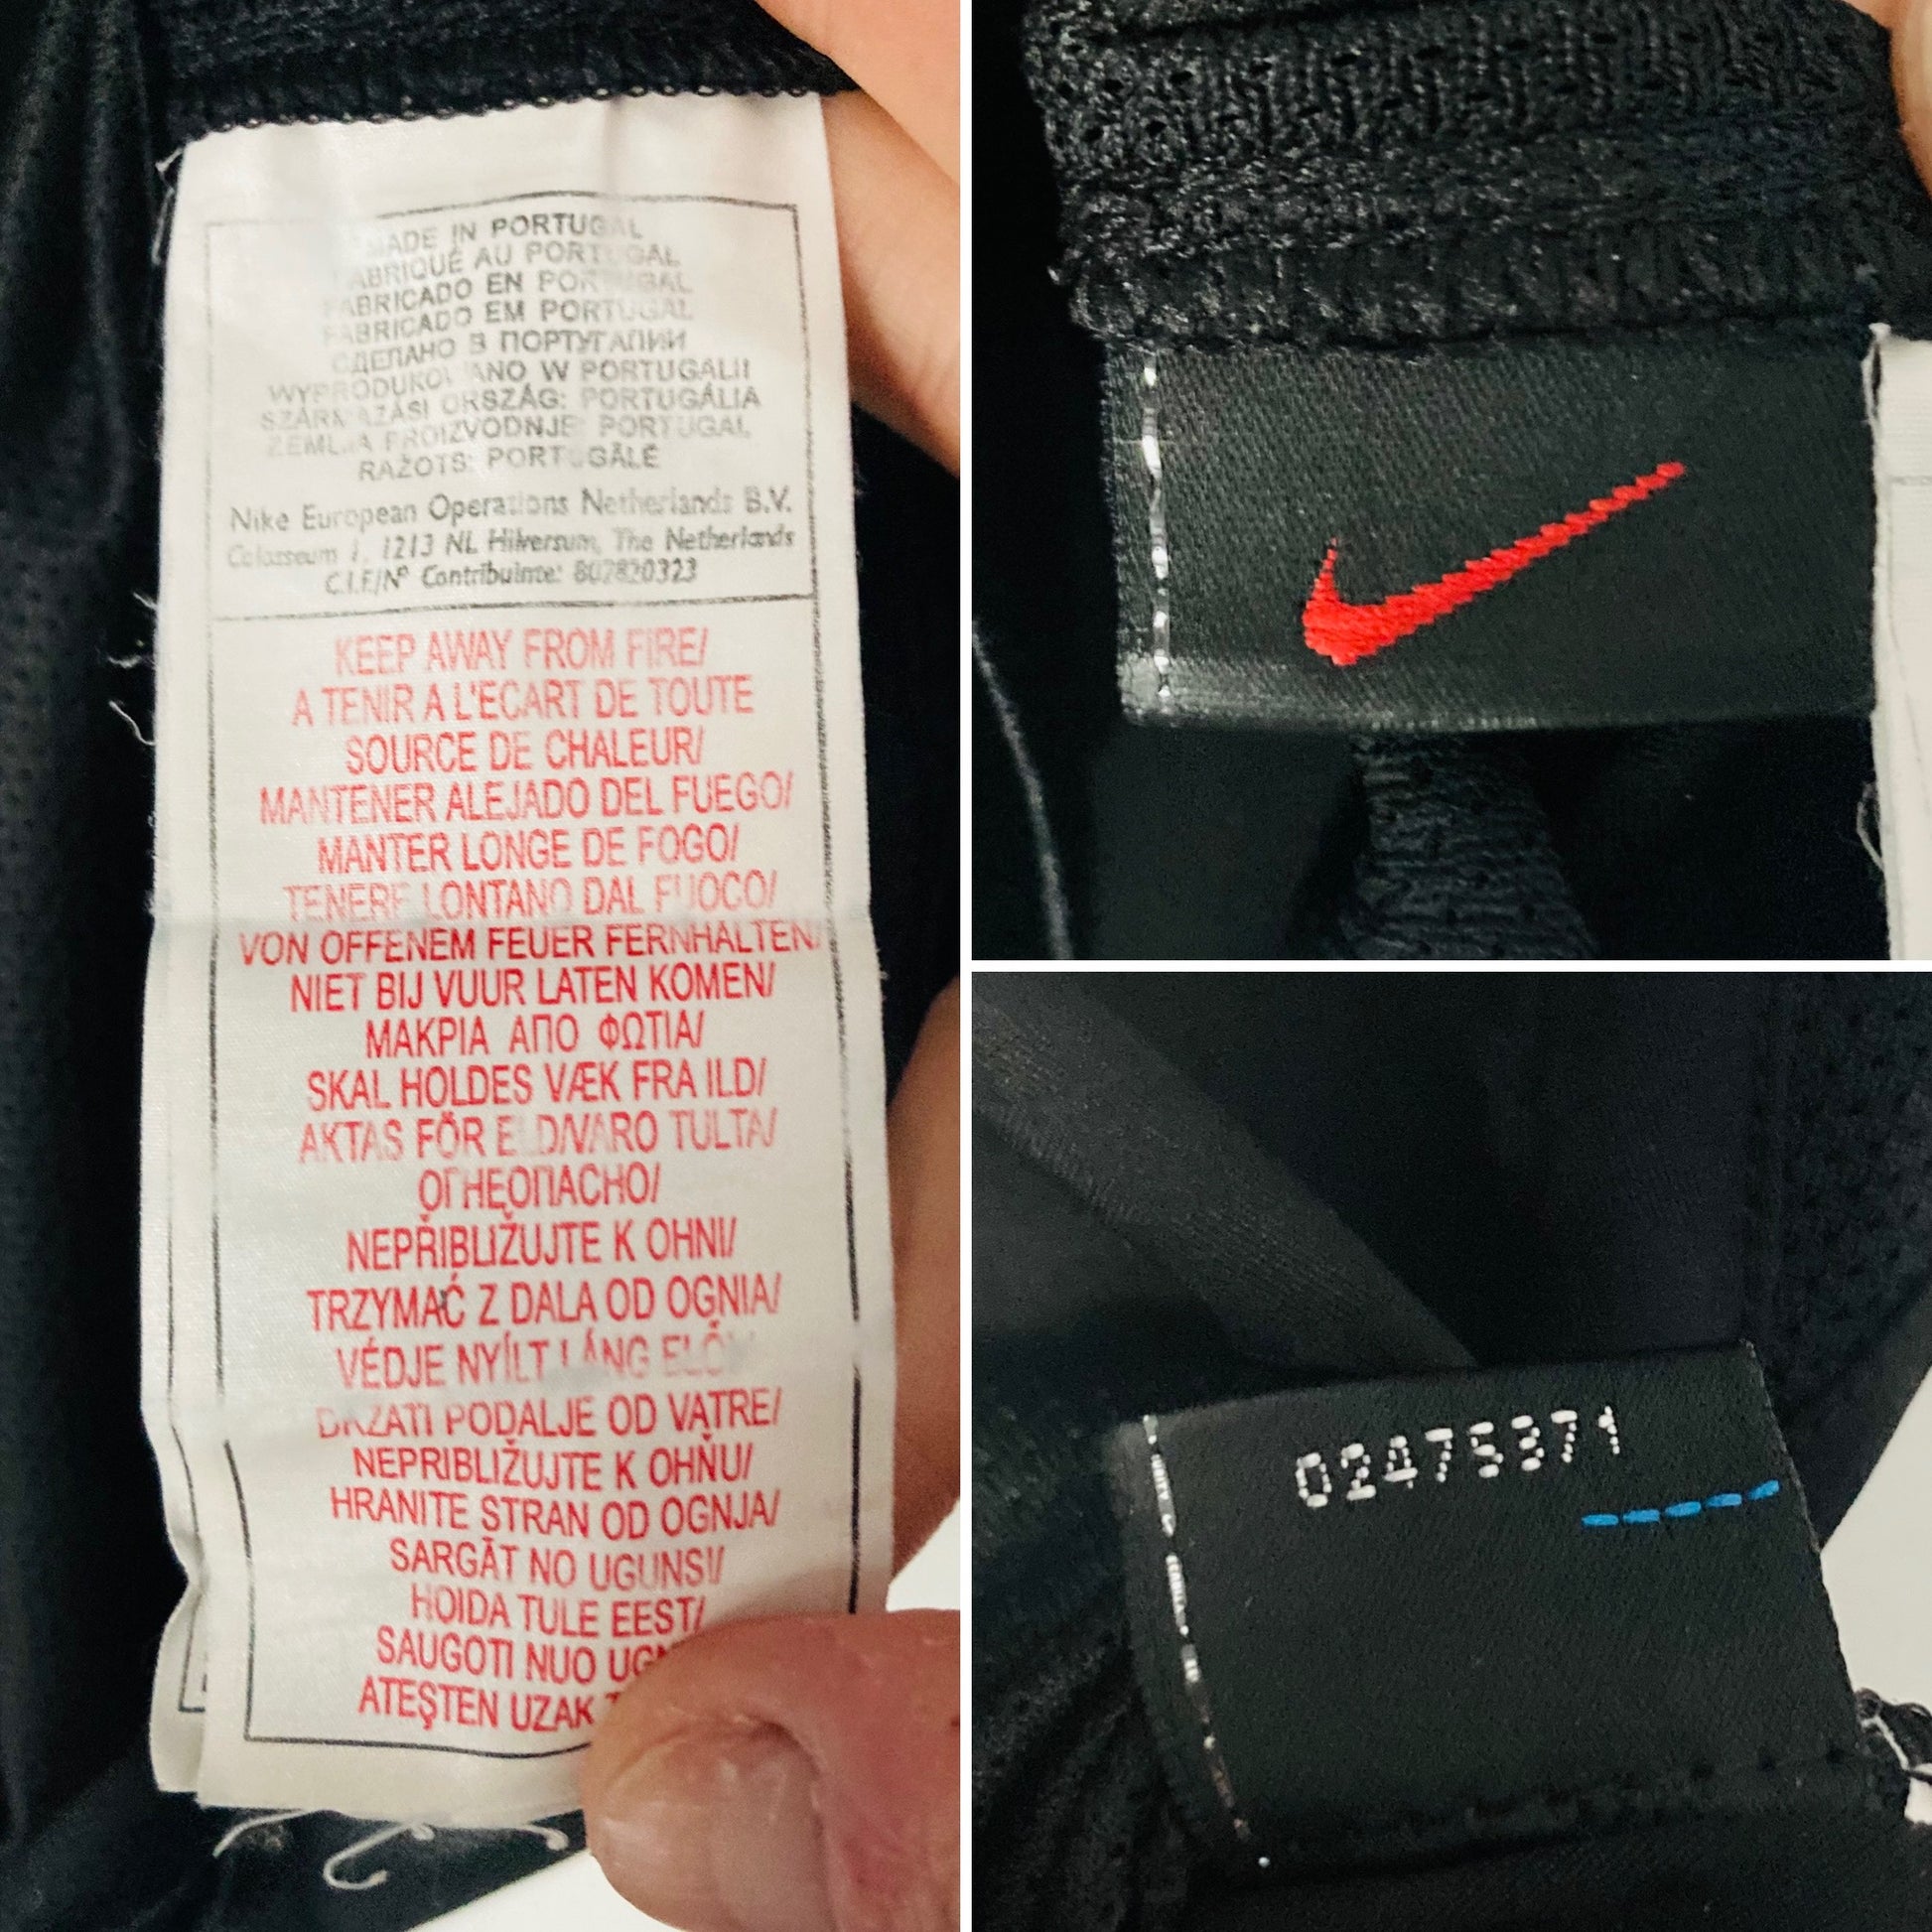 MADE IN PORTUGAL
FABRIQUÉ AU PORTUGAL
FABRICADO EN PORTUGAL
FABRICADO EM PORTUGAL
СДЕЛАНО В ПОРТУГАЛИИ
WYPRODUKOWANO W PORTUGALII
SZÁRMAZÁSI ORSZÁG: PORTUGÁLIA
ZEMLJA PROIZVODNJE: PORTUGAL
RAŽOTS: PORTUGĀLĒ
Nike European Operations Netherlands B.V.
Colosseum 1, 1213 NL Hilversum, The Netherlands
C.I.F./Nº Contribuinte: 807820323
KEEP AWAY FROM FIRE/
A TENIR A L'ECART DE TOUTE
SOURCE DE CHALEUR/
MANTENER ALEJADO DEL FUEGO/
MANTER LONGE DE FOGO/
TENERE LONTANO DAL FUOCO/
VON OFFENEM FEUER FERNHALTEN/
NIET BIJ VUUR LATEN KOMEN/
ΜΑΚΡΙΑ ΑΠΟ ΦΩΤΙΑ/
SKAL HOLDES VÆK FRA ILD/
AKTAS FÖR ELD/VARO TULTA/
ОГНЕОПАСНО/
NEPŘIBLIŽUJTE K OHNI/
TRZYMAĆ Z DALA OD OGNIA/
VÉDJE NYÍLT LÁNG
DRZATI PODALJE OD VATRE/
NEPRIBLIŽUJTE K OHŇU/
HRANITE STRAN OD OGNJA/
SARGĀT NO UGUNS!/
HOIDA TULE EEST/
SAUGOTI NUO
ATEŞTEN UZAK
02475371